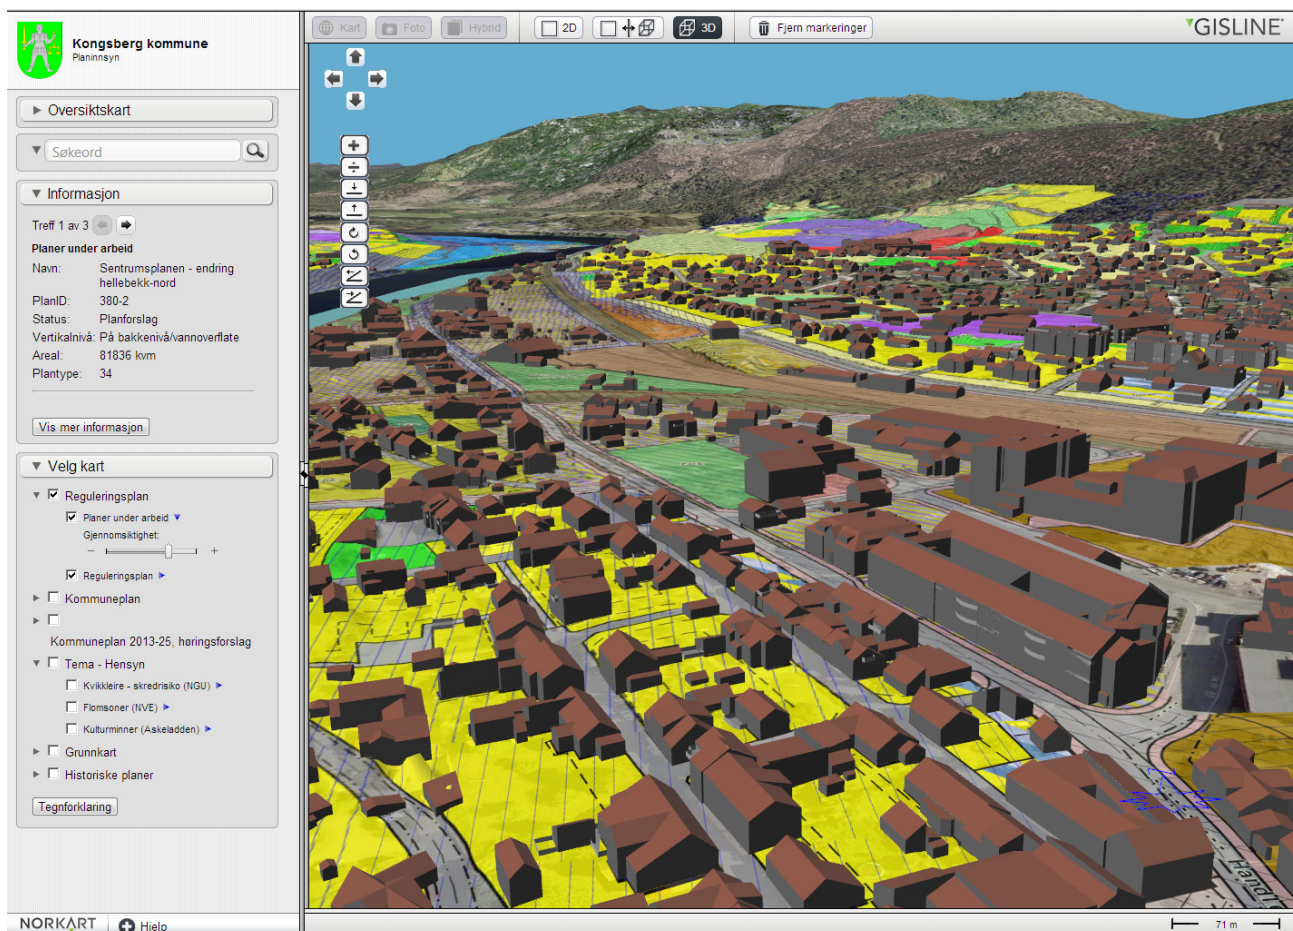 Kongsberg kommune
Planinnsyn
Kart
Foto
Hybrid
2D
3D
Fjern markeringer
GISLINE
Oversiktskart
Søkeord
Informasjon
Treff 1 av 3
Planer under arbeid
Navn: Sentrumsplanen - endring
hellebekk-nord
PlanID: 380-2
Status: Planforslag
Vertikalnivå: På bakkenivå/vannoverflate
Areal: 81836 kvm
Plantype: 34
Vis mer informasjon
Velg kart
Reguleringsplan
Planer under arbeid
Gjennomsiktighet:
− +
Reguleringsplan
Kommuneplan
Kommuneplan 2013-25, høringsforslag
Tema - Hensyn
Kvikkleire - skredrisiko (NGU)
Flomsoner (NVE)
Kulturminner (Askeladden)
Grunnkart
Historiske planer
Tegnforklaring
Hand
NORKART
Hjelp
71 m